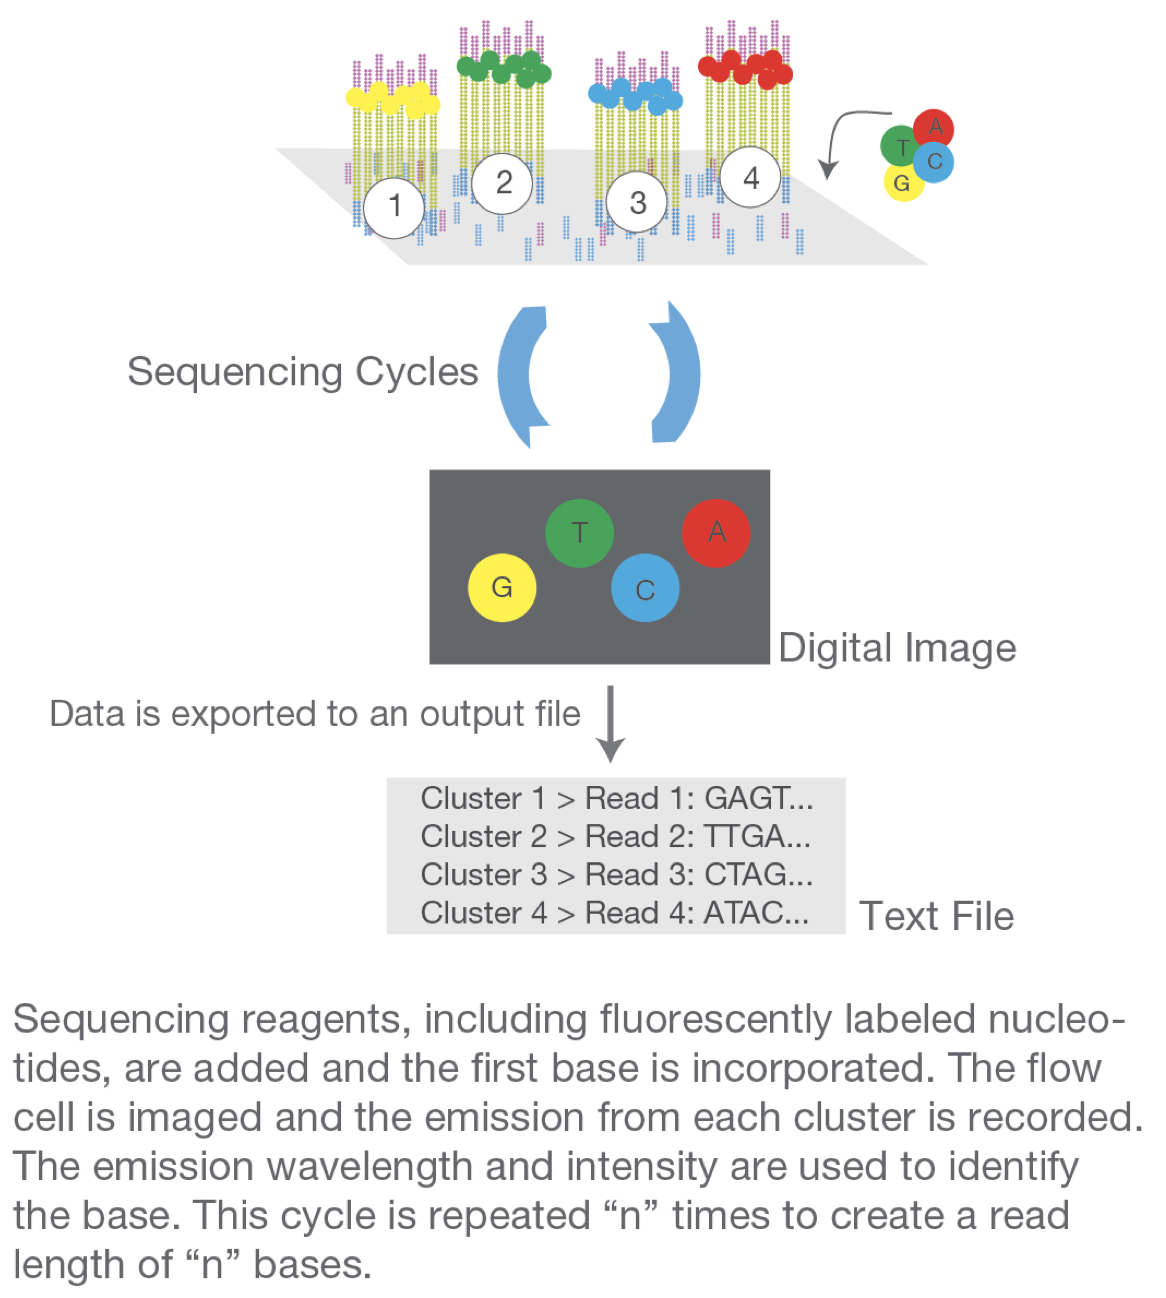 1
2
3
4
A
T
C
G
Sequencing Cycles
T
A
G
C
Digital Image
Data is exported to an output file
Cluster 1 > Read 1: GAGT...
Cluster 2 > Read 2: TTGA...
Cluster 3 > Read 3: CTAG...
Cluster 4 > Read 4: ATAC...
Text File
Sequencing reagents, including fluorescently labeled nucleo-
tides, are added and the first base is incorporated. The flow
cell is imaged and the emission from each cluster is recorded.
The emission wavelength and intensity are used to identify
the base. This cycle is repeated “n” times to create a read
length of “n” bases.